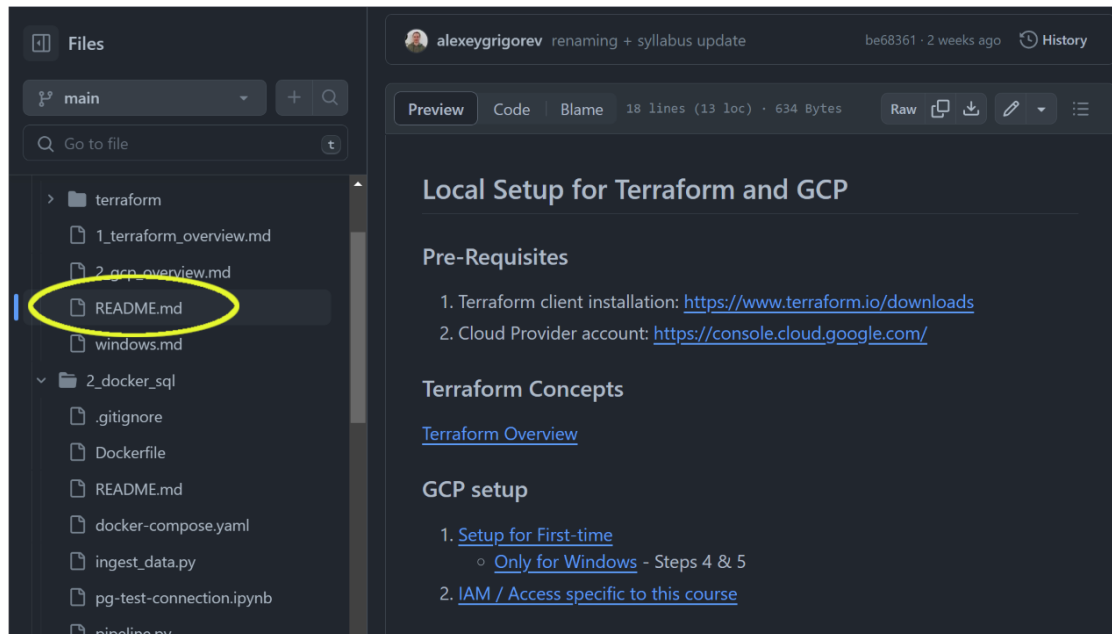 Files
main
Go to file
t
terraform
1_terraform_overview.md
2_gcp_overview.md
README.md
windows.md
2_docker_sql
.gitignore
Dockerfile
README.md
docker-compose.yaml
ingest_data.py
pg-test-connection.ipynb
pipeline.py
alexeygrigorev renaming + syllabus update be68361 · 2 weeks ago History
Preview Code Blame 18 lines (13 loc) · 634 Bytes Raw
Local Setup for Terraform and GCP
Pre-Requisites
1. Terraform client installation: https://www.terraform.io/downloads
2. Cloud Provider account: https://console.cloud.google.com/
Terraform Concepts
Terraform Overview
GCP setup
1. Setup for First-time
○ Only for Windows - Steps 4 & 5
2. IAM / Access specific to this course